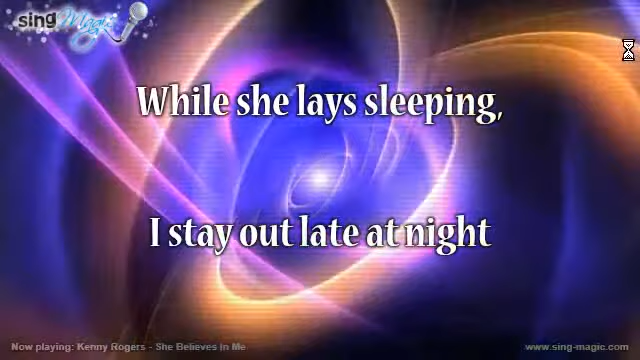 sing Magic
While she lays sleeping,
I stay out late at night
Now playing: Kenny Rogers - She Believes In Me
www.sing-magic.com